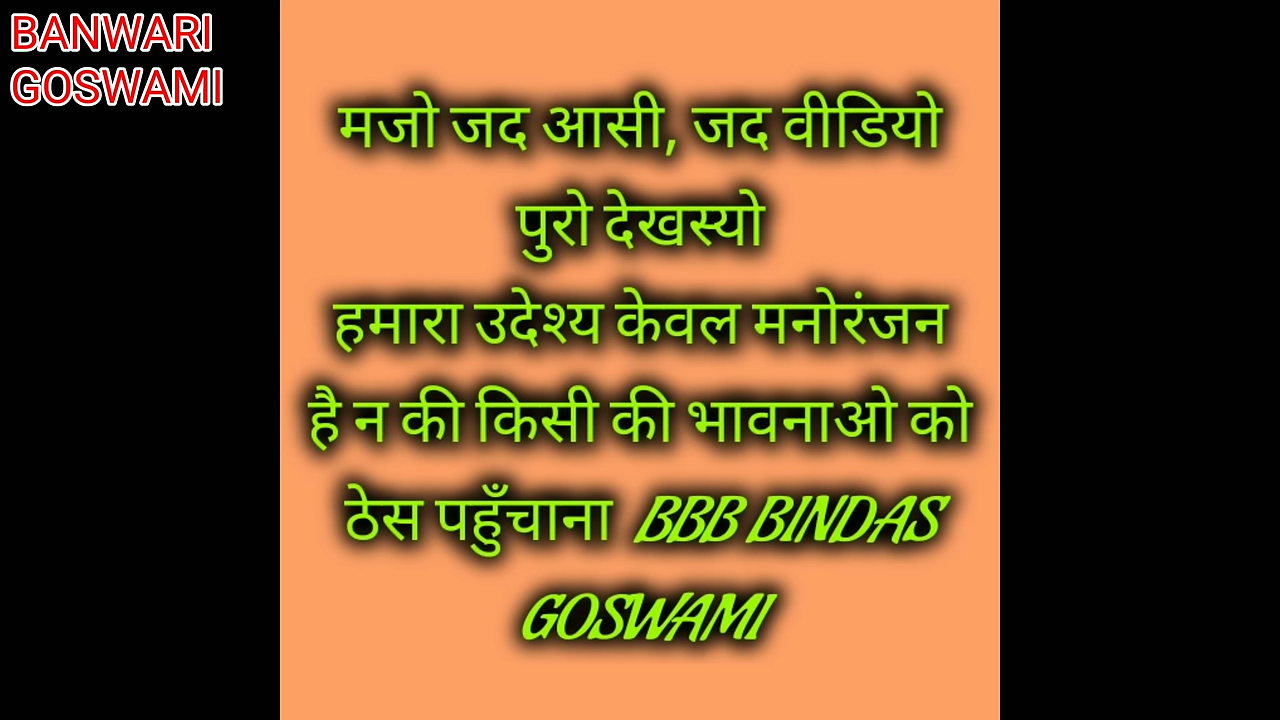 BANWARI
GOSWAMI
मजो जद आसी, जद वीडियो
पुरो देखस्यो
हमारा उदेश्य केवल मनोरंजन
है न की किसी की भावनाओ को
ठेस पहुँचाना BBB BINDAS
GOSWAMI